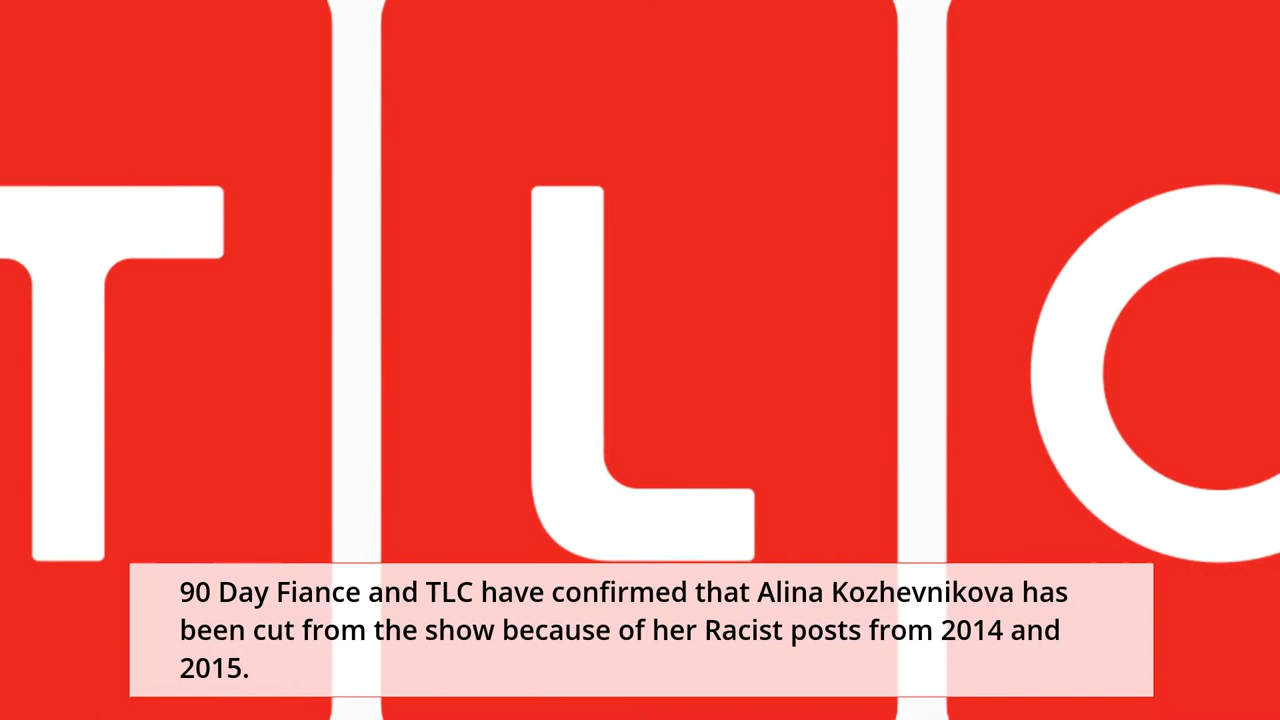 TLC
90 Day Fiance and TLC have confirmed that Alina Kozhevnikova has
been cut from the show because of her Racist posts from 2014 and
2015.